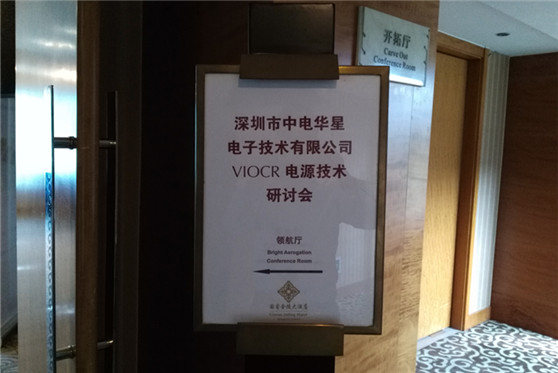 开拓厅
Carve Out
Conference Room
深圳市中电华星
电子技术有限公司
VIOCR 电源技术
研讨会
领航厅
Bright Aerogation
Conference Room